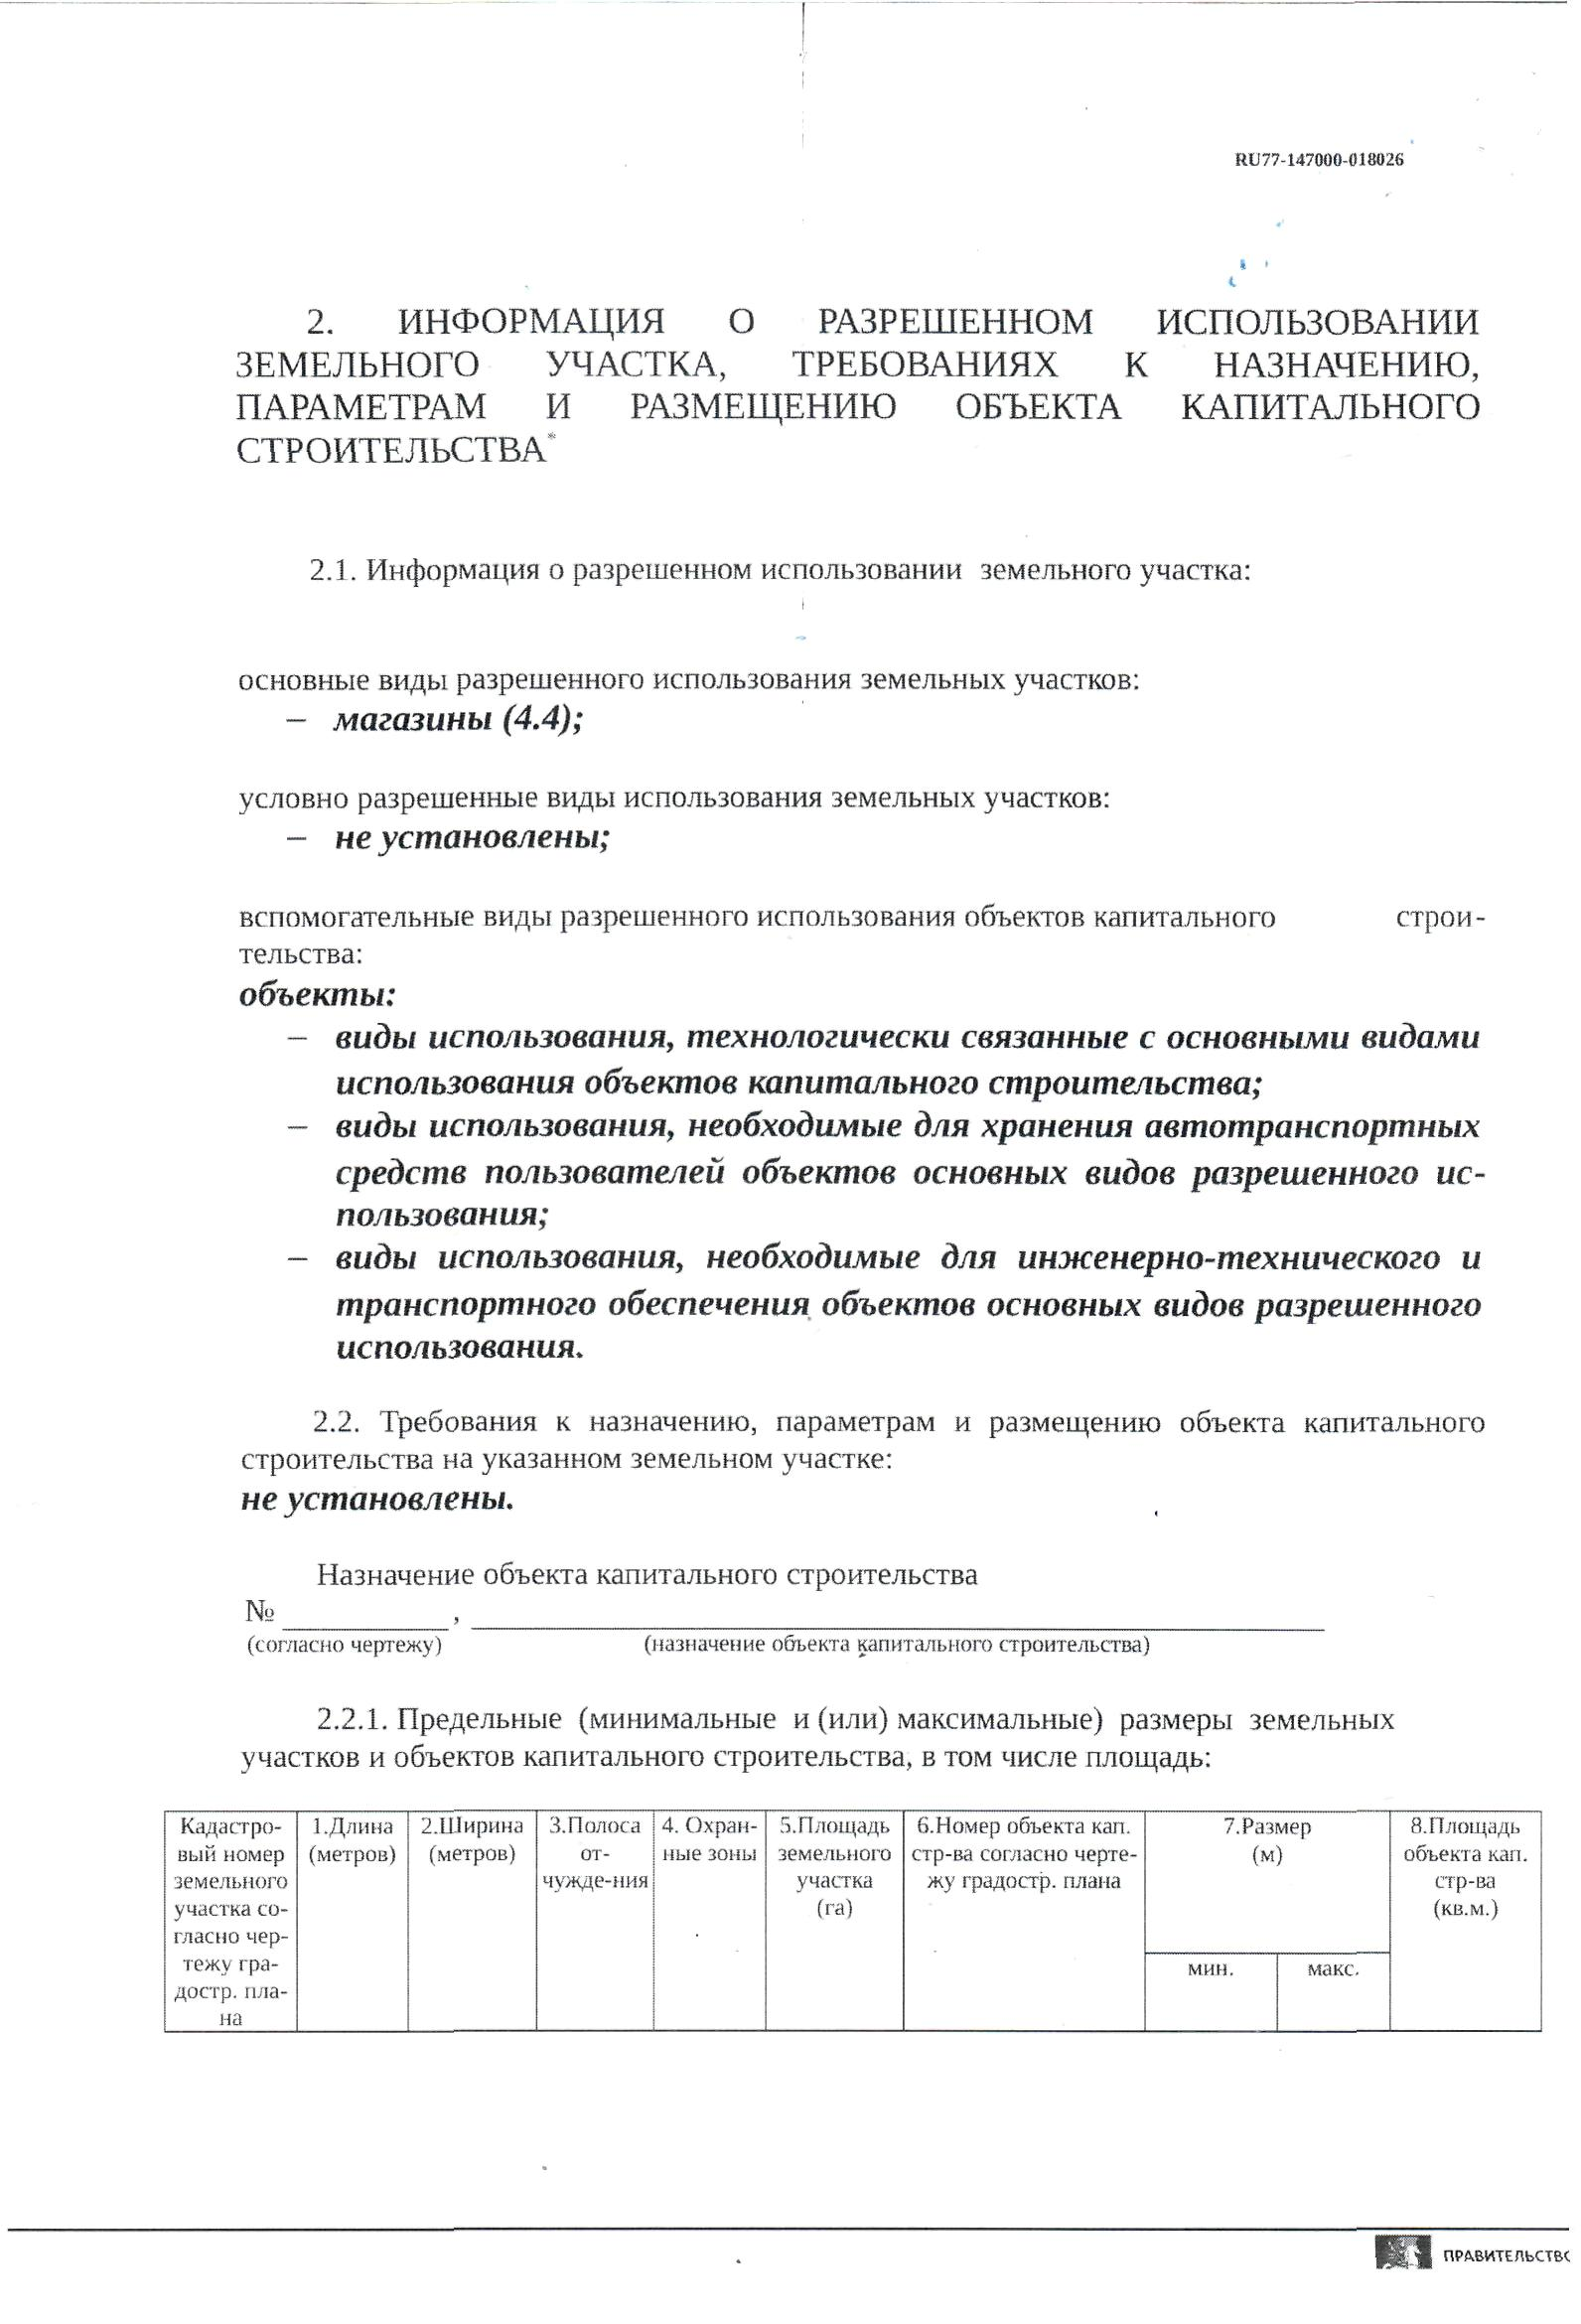 RU77-147000-018026
2. ИНФОРМАЦИЯ О РАЗРЕШЕННОМ ИСПОЛЬЗОВАНИИ
ЗЕМЕЛЬНОГО УЧАСТКА, ТРЕБОВАНИЯХ К НАЗНАЧЕНИЮ,
ПАРАМЕТРАМ И РАЗМЕЩЕНИЮ ОБЪЕКТА КАПИТАЛЬНОГО
СТРОИТЕЛЬСТВА*
2.1. Информация о разрешенном использовании земельного участка:
основные виды разрешенного использования земельных участков:
– магазины (4.4);
условно разрешенные виды использования земельных участков:
– не установлены;
вспомогательные виды разрешенного использования объектов капитального строи-
тельства:
объекты:
– виды использования, технологически связанные с основными видами
использования объектов капитального строительства;
– виды использования, необходимые для хранения автотранспортных
средств пользователей объектов основных видов разрешенного ис-
пользования;
– виды использования, необходимые для инженерно-технического и
транспортного обеспечения объектов основных видов разрешенного
использования.
2.2. Требования к назначению, параметрам и размещению объекта капитального
строительства на указанном земельном участке:
не установлены.
Назначение объекта капитального строительства
№ ___________ , ___________
(согласно чертежу) (назначение объекта капитального строительства)
2.2.1. Предельные (минимальные и (или) максимальные) размеры земельных
участков и объектов капитального строительства, в том числе площадь:
Кадастро-
вый номер
земельного
участка со-
гласно чер-
тежу гра-
достр. пла-
на
1.Длина
(метров)
2.Ширина
(метров)
3.Полоса
от-
чужде-ния
4. Охран-
ные зоны
5.Площадь
земельного
участка
(га)
6.Номер объекта кап.
стр-ва согласно черте-
жу градостр. плана
7.Размер
(м)
мин.
макс.
8.Площадь
объекта кап.
стр-ва
(кв.м.)
ПРАВИТЕЛЬСТВО